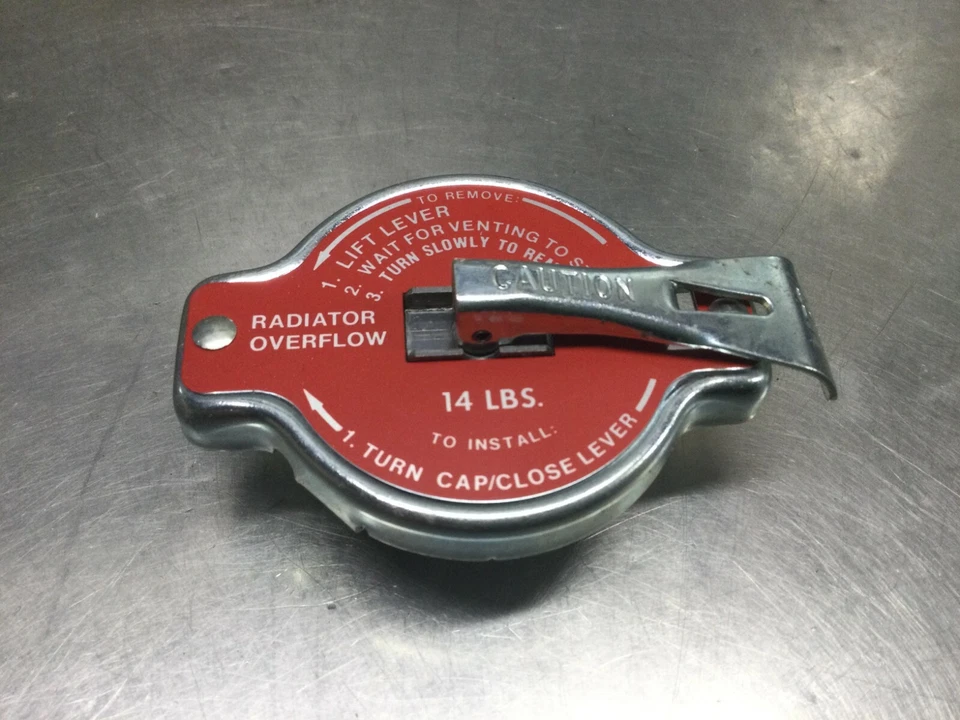 TO REMOVE:
1. LIFT LEVER
2. WAIT FOR VENTING TO
3. TURN SLOWLY TO
CAUTION
RADIATOR
OVERFLOW
14 LBS.
TO INSTALL:
1. TURN CAP/CLOSE LEVER